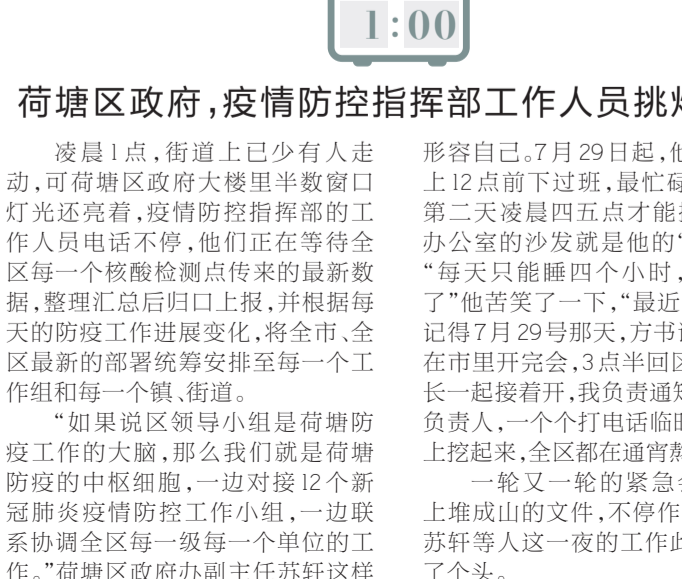 1:00
荷塘区政府,疫情防控指挥部工作人员挑
凌晨1点,街道上已少有人走
动,可荷塘区政府大楼里半数窗口
灯光还亮着,疫情防控指挥部的工
作人员电话不停,他们正在等待全
区每一个核酸检测点传来的最新数
据,整理汇总后归口上报,并根据每
天的防疫工作进展变化,将全市、全
区最新的部署统筹安排至每一个工
作组和每一个镇、街道。
“如果说区领导小组是荷塘防
疫工作的大脑,那么我们就是荷塘
防疫的中枢细胞,一边对接12个新
冠肺炎疫情防控工作小组,一边联
系协调全区每一级每一个单位的工
作。”荷塘区政府办副主任苏轩这样
形容自己。7月29日起,他
上12点前下过班,最忙碌
第二天凌晨四五点才能
办公室的沙发就是他的“
“每天只能睡四个小时,
了”他苦笑了一下,“最近
记得7月29号那天,方书
在市里开完会,3点半回区
长一起接着开,我负责通知
负责人,一个个打电话临时
上挖起来,全区都在通宵熬
一轮又一轮的紧急会
上堆成山的文件,不停作
苏轩等人这一夜的工作此
了个头。